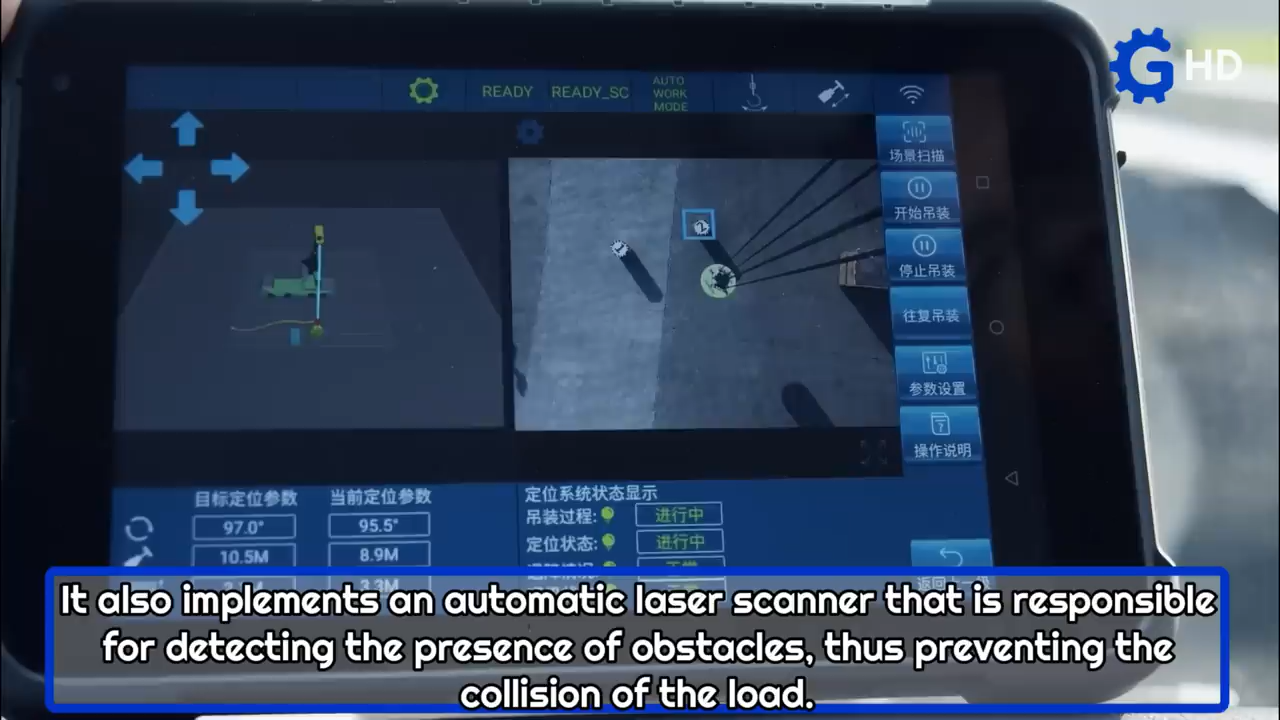 G HD
READY
READY_SC
AUTO
WORK
MODE
场景扫描
开始吊装
停止吊装
往复吊装
参数设置
操作说明
目标定位参数
当前定位参数
97.0°
95.5°
10.5M
8.9M
3.3M
定位系统状态显示
吊装过程:
进行中
定位状态:
进行中
It also implements an automatic laser scanner that is responsible
for detecting the presence of obstacles, thus preventing the
collision of the load.